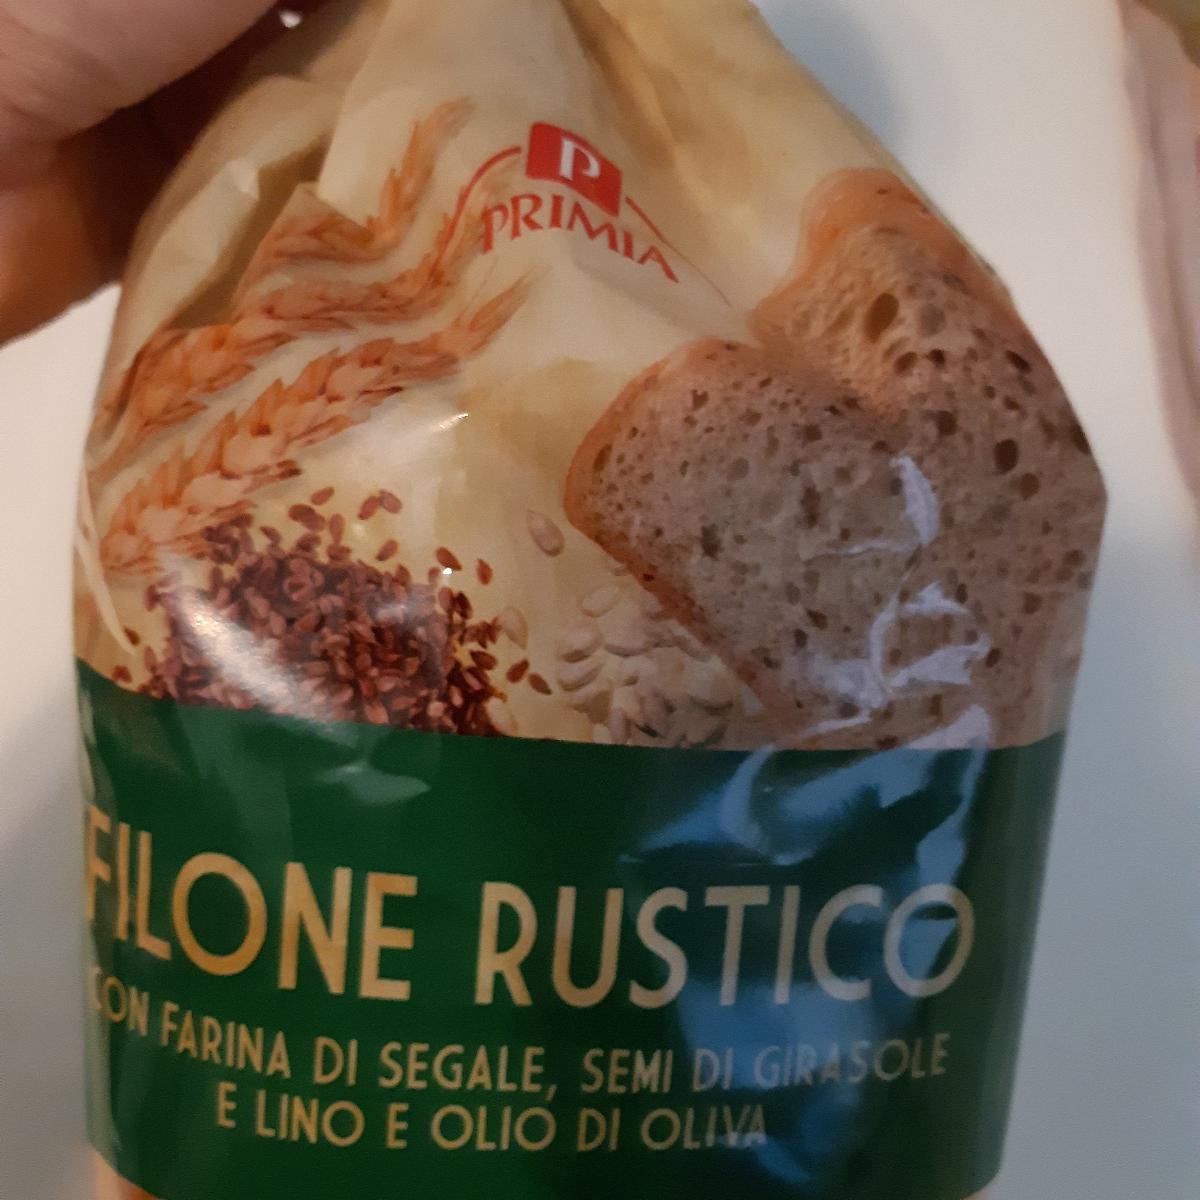 P
PRIMIA
FILONE RUSTICO
CON FARINA DI SEGALE, SEMI DI GIRASOLE
E LINO E OLIO DI OLIVA